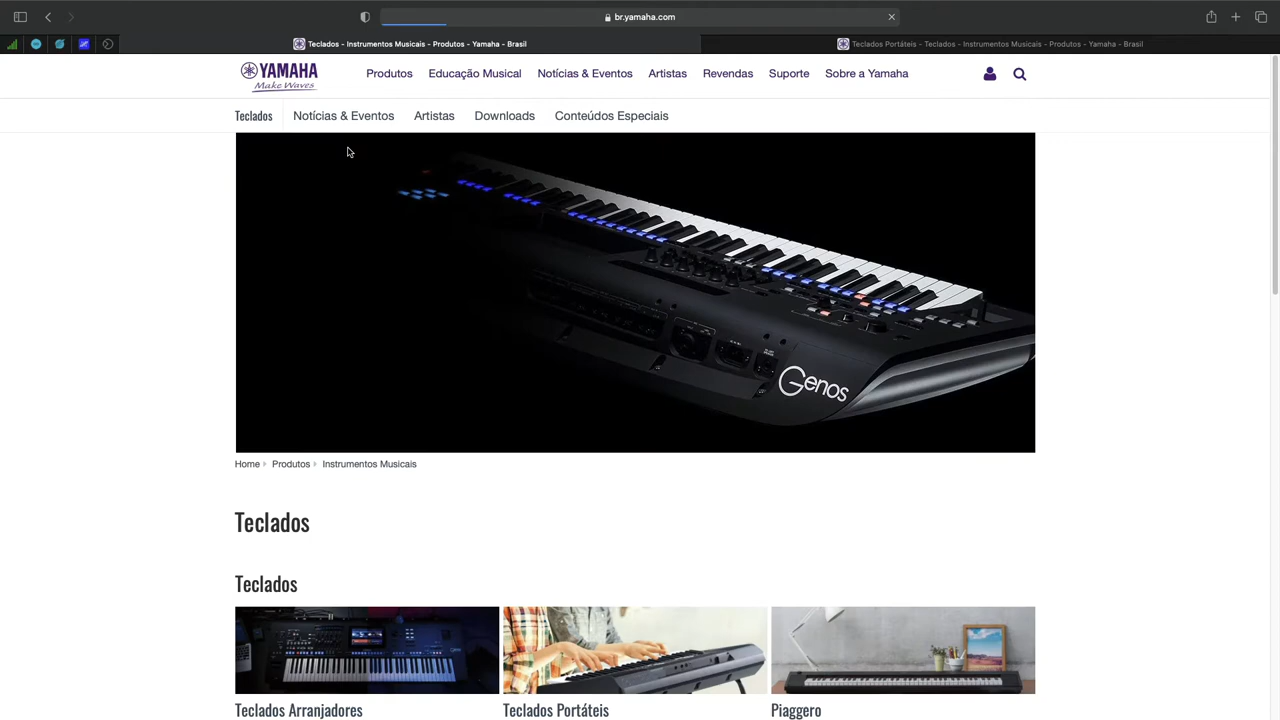 br.yamaha.com
Teclados - Instrumentos Musicais - Produtos - Yamaha - Brasil
Teclados Portáteis - Teclados - Instrumentos Musicais - Produtos - Yamaha - Brasil
YAMAHA
Make Waves
Produtos Educação Musical Notícias & Eventos Artistas Revendas Suporte Sobre a Yamaha
Teclados Notícias & Eventos Artistas Downloads Conteúdos Especiais
Genos
Home Produtos Instrumentos Musicais
Teclados
Teclados
Teclados Arranjadores Teclados Portáteis Piaggero